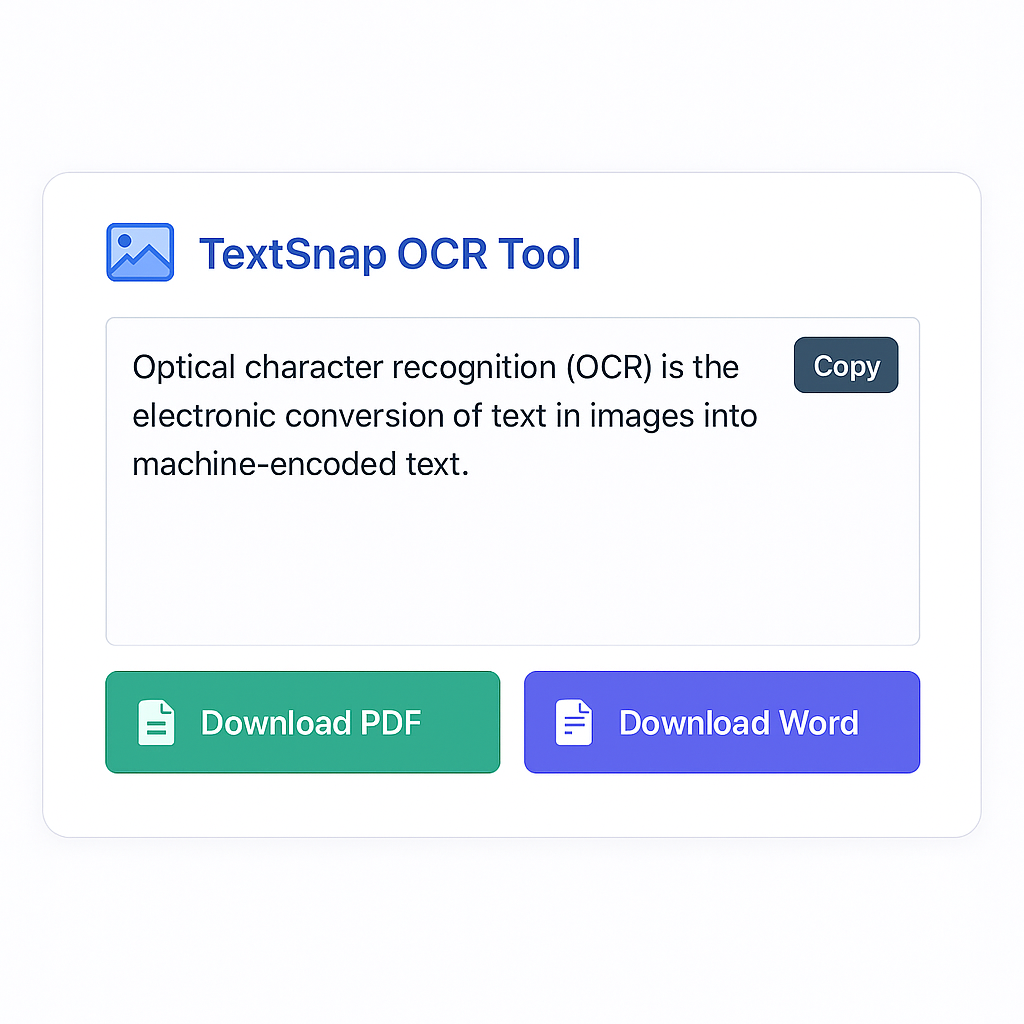 TextSnap OCR Tool
Optical character recognition (OCR) is the
Copy
electronic conversion of text in images into
machine-encoded text.
Download PDF
Download Word